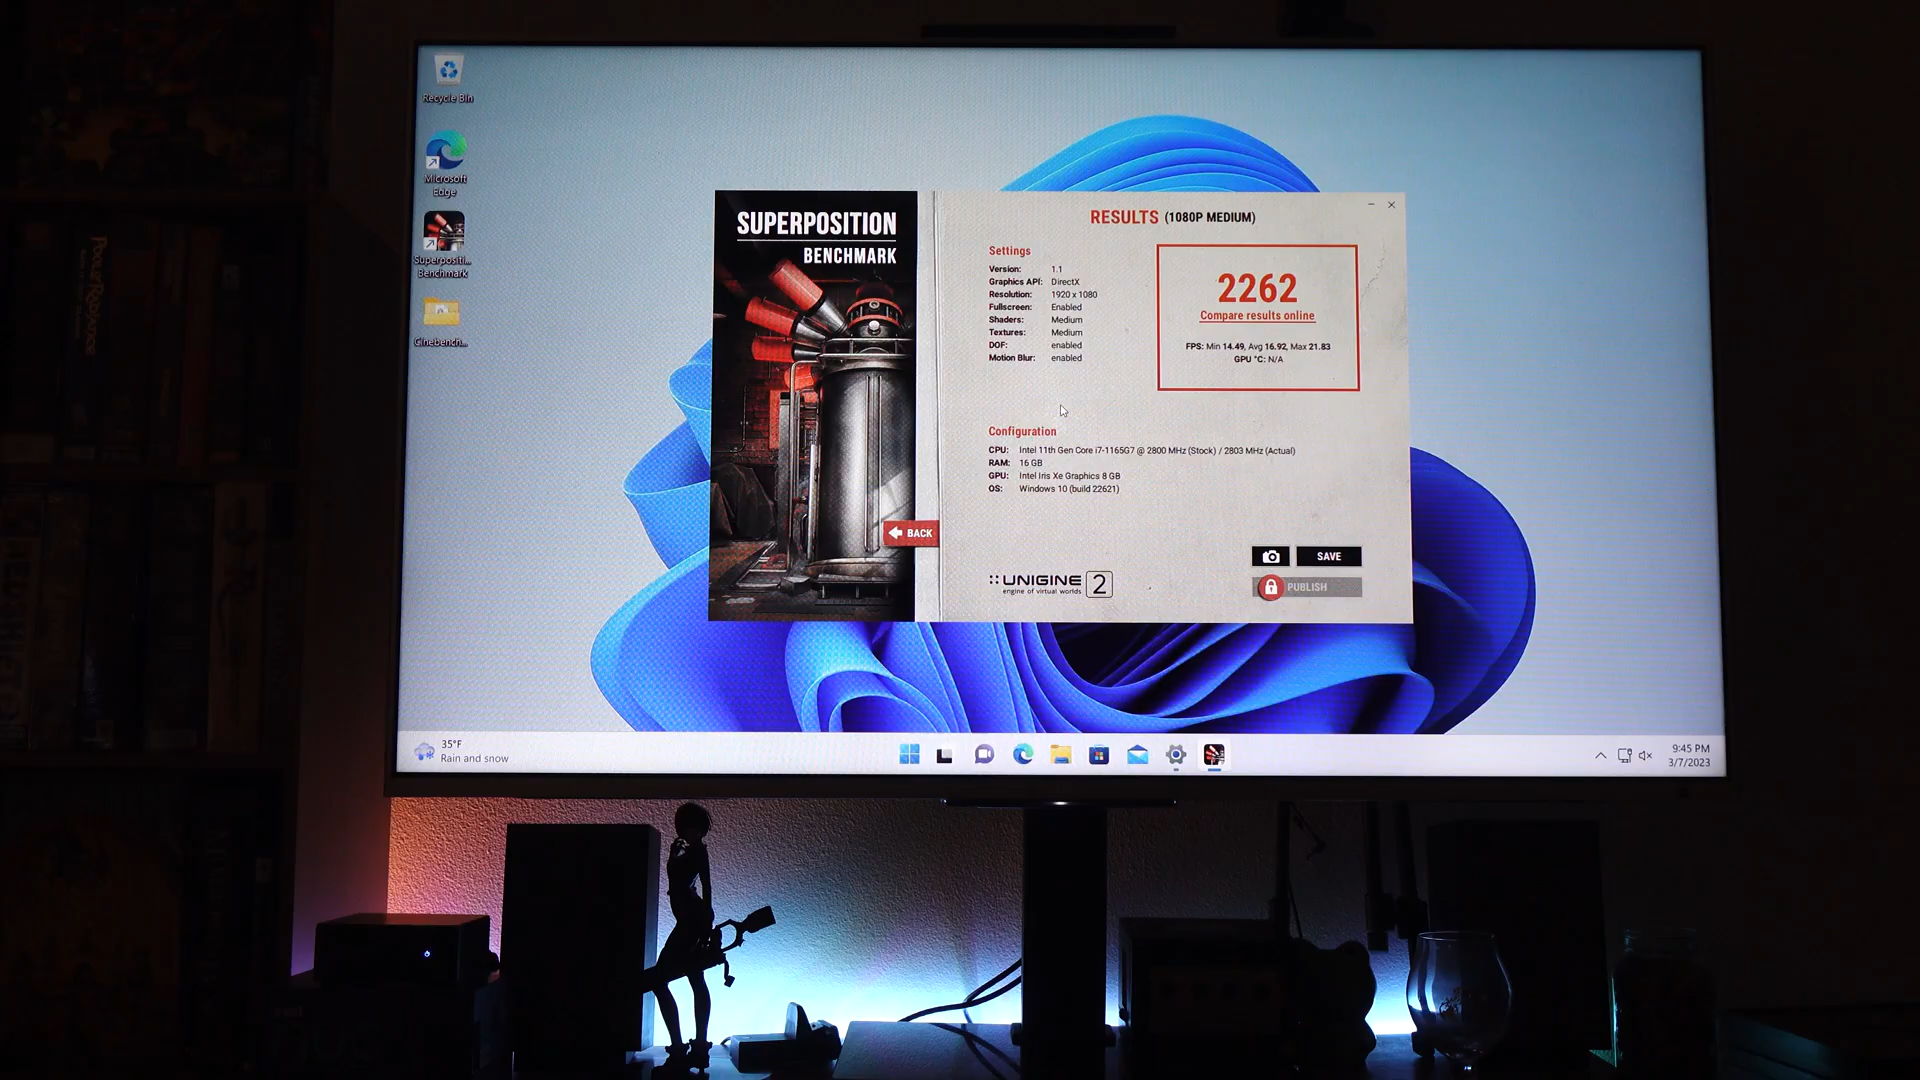 Recycle Bin
Microsoft
Edge
Superpositi...
Benchmark
Cinebench...
SUPERPOSITION
BENCHMARK
BACK
RESULTS (1080P MEDIUM)
Settings
Version: 1.1
Graphics API: DirectX
Resolution: 1920 x 1080
Fullscreen: Enabled
Shaders: Medium
Textures: Medium
DOF: enabled
Motion Blur: enabled
2262
Compare results online
FPS: Min 14.49, Avg 16.92, Max 21.83
GPU °C: N/A
Configuration
CPU: Intel 11th Gen Core i7-1165G7 @ 2800 MHz (Stock) / 2803 MHz (Actual)
RAM: 16 GB
GPU: Intel Iris Xe Graphics 8 GB
OS: Windows 10 (build 22621)
SAVE
PUBLISH
UNIGINE 2
engine of virtual worlds
35°F
Rain and snow
9:45 PM
3/7/2023